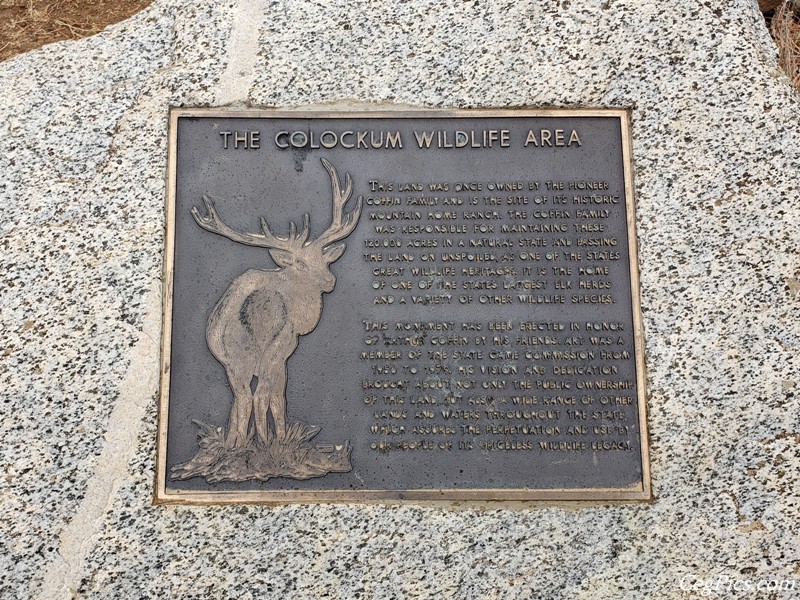 THE COLOCKUM WILDLIFE AREA
THIS LAND WAS ONCE OWNED BY THE PIONEER
COFFIN FAMILY AND IS THE SITE OF ITS HISTORIC
MOUNTAIN HOME RANCH. THE COFFIN FAMILY
WAS RESPONSIBLE FOR MAINTAINING THESE
120,000 ACRES IN A NATURAL STATE AND PASSING
THE LAND ON UNSPOILED, AS ONE OF THE STATES
GREAT WILDLIFE HERITAGES. IT IS THE HOME
OF ONE OF THE STATES LARGEST ELK HERDS
AND A VARIETY OF OTHER WILDLIFE SPECIES.
THIS MONUMENT HAS BEEN ERECTED IN HONOR
OF "ARTHUR" COFFIN BY HIS FRIENDS. ART WAS A
MEMBER OF THE STATE GAME COMMISSION FROM
TO HIS VISION AND DEDICATION
BROUGHT ABOUT NOT ONLY THE PUBLIC OWNERSHIP
OF THIS LAND, BUT ALSO A WIDE RANGE OF OTHER
LANDS AND WATERS THROUGHOUT THE STATE,
WHICH ASSURES THE PERPETUATION AND USE BY
OUR PEOPLE OF ITS PRICELESS WILDLIFE LEGACY.
CegPics.com